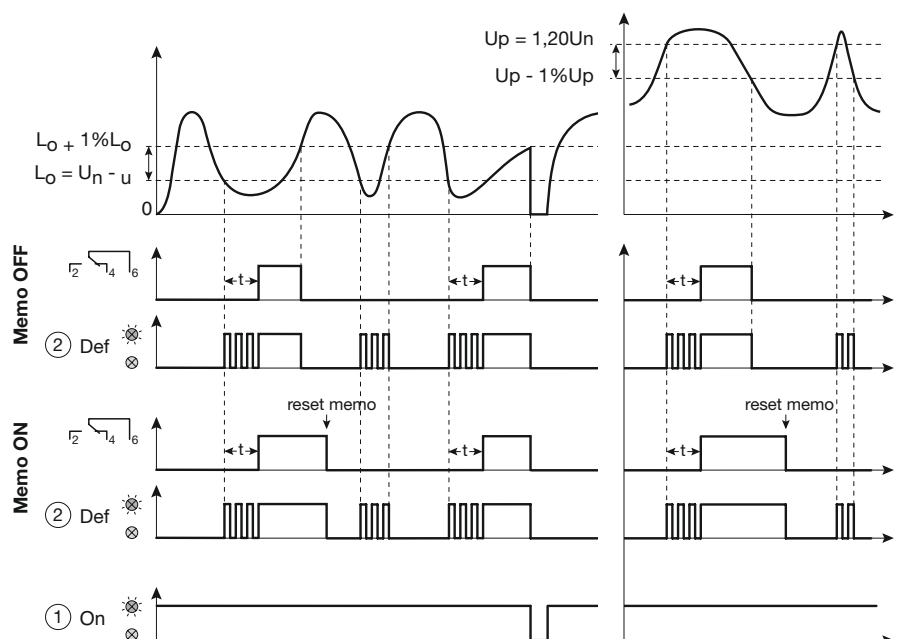 Up = 1,20Un
Up - 1%Up
Lo + 1%Lo
Lo = Un - u
0
Memo OFF
2 4 6
t t t
2 Def
Memo ON
reset memo reset memo
2 4 6
t t t
2 Def
1 On